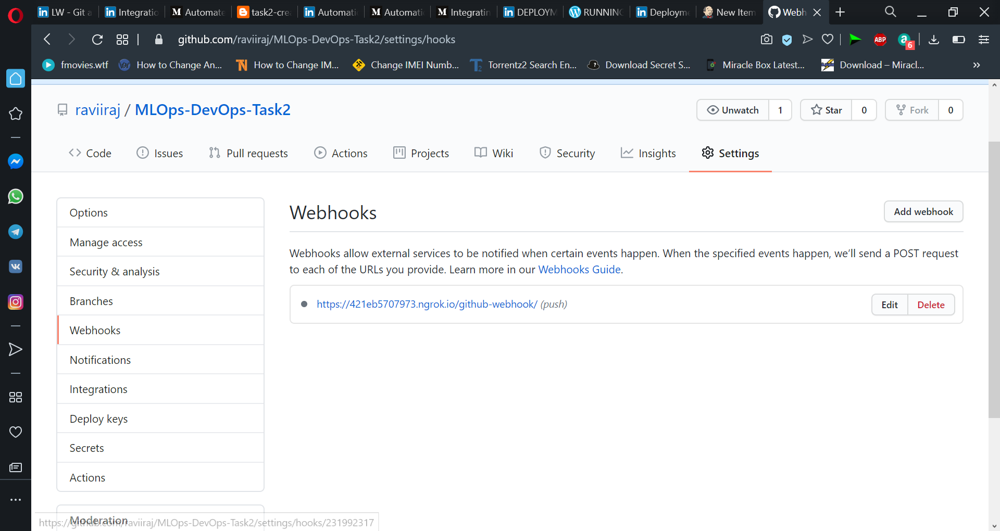 LW - Git a
Integratio
Automate
task2-cre
Automati
Automati
Integratin
DEPLOYM
RUNNING
Deployme
New Item
Webh
github.com/raviiraj/MLOps-DevOps-Task2/settings/hooks
ABP
a
6
fmovies.wtf
How to Change An...
How to Change IM...
Change IMEI Numb...
Torrentz2 Search En...
Download Secret S...
Miracle Box Latest...
Download – Miracl...
raviiraj / MLOps-DevOps-Task2
Unwatch 1
Star 0
Fork 0
Code
Issues
Pull requests
Actions
Projects
Wiki
Security
Insights
Settings
Options
Manage access
Security & analysis
Branches
Webhooks
Notifications
Integrations
Deploy keys
Secrets
Actions
Moderation
Webhooks
Add webhook
Webhooks allow external services to be notified when certain events happen. When the specified events happen, we’ll send a POST request
to each of the URLs you provide. Learn more in our Webhooks Guide.
https://421eb5707973.ngrok.io/github-webhook/ (push)
Edit
Delete
https://github.com/raviiraj/MLOps-DevOps-Task2/settings/hooks/231992317